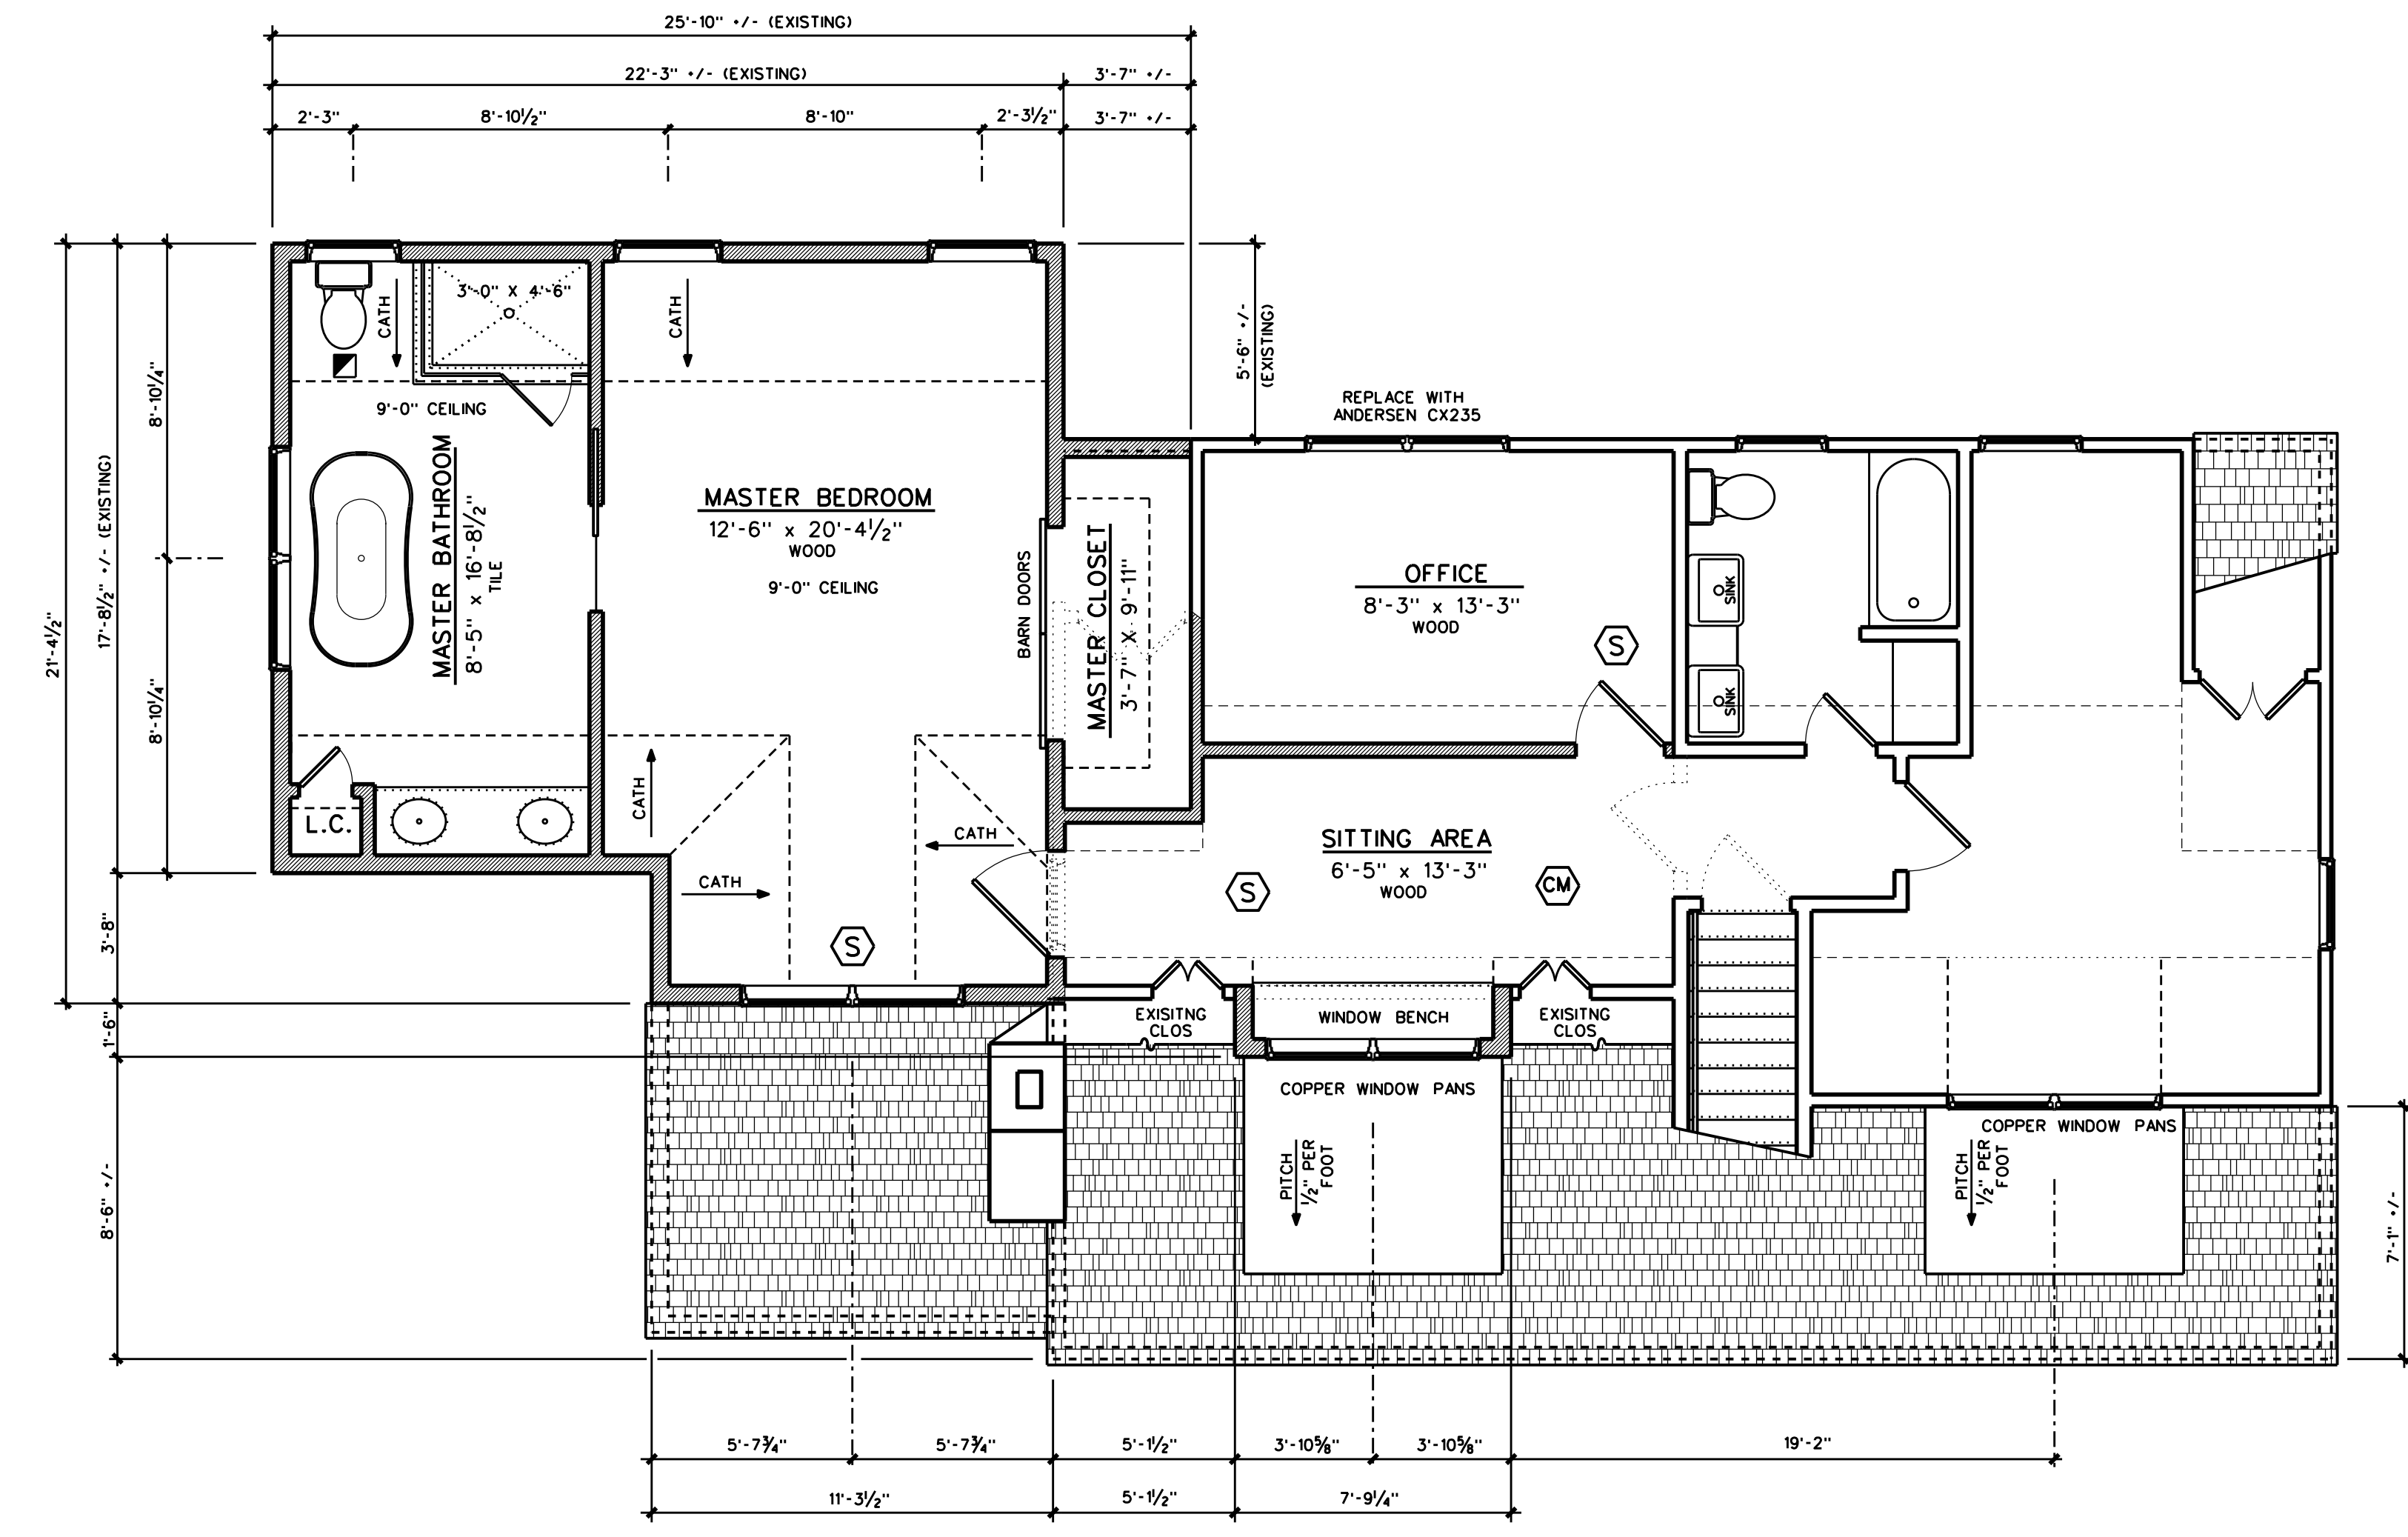 25'-10" +/- (EXISTING)
22'-3" +/- (EXISTING)
3'-7" +/-
2'-3"
8'-10½"
8'-10"
2'-3½"
3'-7" +/-
21'-4½"
17'-8½" +/- (EXISTING)
8'-10¼"
8'-10¼"
3'-8"
1'-6"
8'-6" +/-
CATH
3'-0" X 4'-6"
CATH
9'-0" CEILING
MASTER BATHROOM
8'-5" x 16'-8½"
TILE
L.C.
MASTER BEDROOM
12'-6" x 20'-4½"
WOOD
9'-0" CEILING
CATH
CATH
CATH
S
BARN DOORS
MASTER CLOSET
3'-7" X 9'-11"
5'-6" +/-
(EXISTING)
REPLACE WITH
ANDERSEN CX235
OFFICE
8'-3" x 13'-3"
WOOD
S
SINK
SINK
SITTING AREA
6'-5" x 13'-3"
WOOD
S
CM
EXISITNG
CLOS
WINDOW BENCH
EXISITNG
CLOS
COPPER WINDOW PANS
PITCH
½" PER
FOOT
COPPER WINDOW PANS
PITCH
½" PER
FOOT
7'-1" +/-
5'-7¾"
5'-7¾"
5'-1½"
3'-10⅝"
3'-10⅝"
19'-2"
11'-3½"
5'-1½"
7'-9¼"